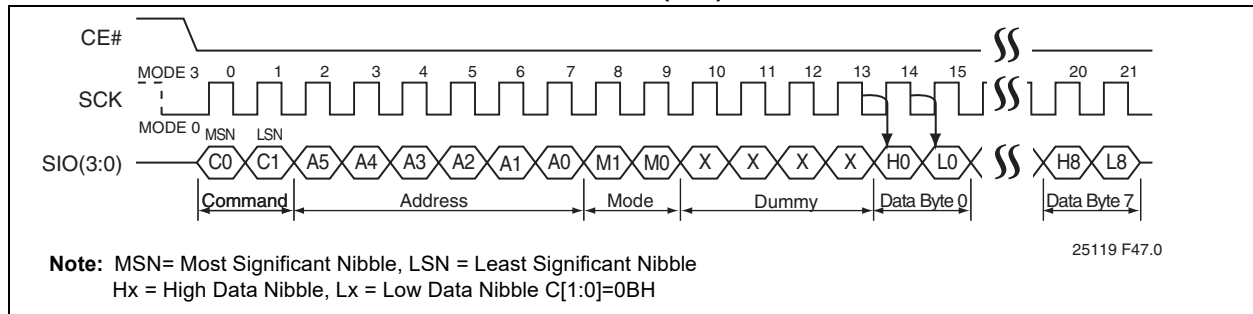 CE#
MODE 3 0 1 2 3 4 5 6 7 8 9 10 11 12 13 14 15 20 21
SCK
MODE 0 MSN LSN
SIO(3:0) C0 C1 A5 A4 A3 A2 A1 A0 M1 M0 X X X X H0 L0 H8 L8
Command Address Mode Dummy Data Byte 0 Data Byte 7
25119 F47.0
Note: MSN= Most Significant Nibble, LSN = Least Significant Nibble
Hx = High Data Nibble, Lx = Low Data Nibble C[1:0]=0BH